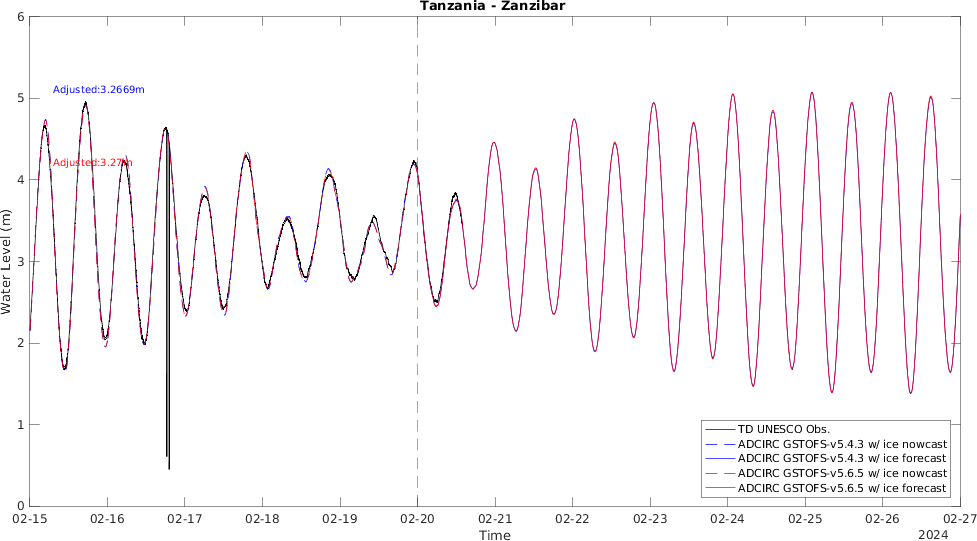 Tanzania - Zanzibar
6
5
4
3
2
1
0
Water Level (m)
Adjusted:3.2669m
Adjusted:3.27m
TD UNESCO Obs.
ADCIRC GSTOFS-v5.4.3 w/ ice nowcast
ADCIRC GSTOFS-v5.4.3 w/ ice forecast
ADCIRC GSTOFS-v5.6.5 w/ ice nowcast
ADCIRC GSTOFS-v5.6.5 w/ ice forecast
02-15 02-16 02-17 02-18 02-19 02-20 02-21 02-22 02-23 02-24 02-25 02-26 02-27
Time
2024